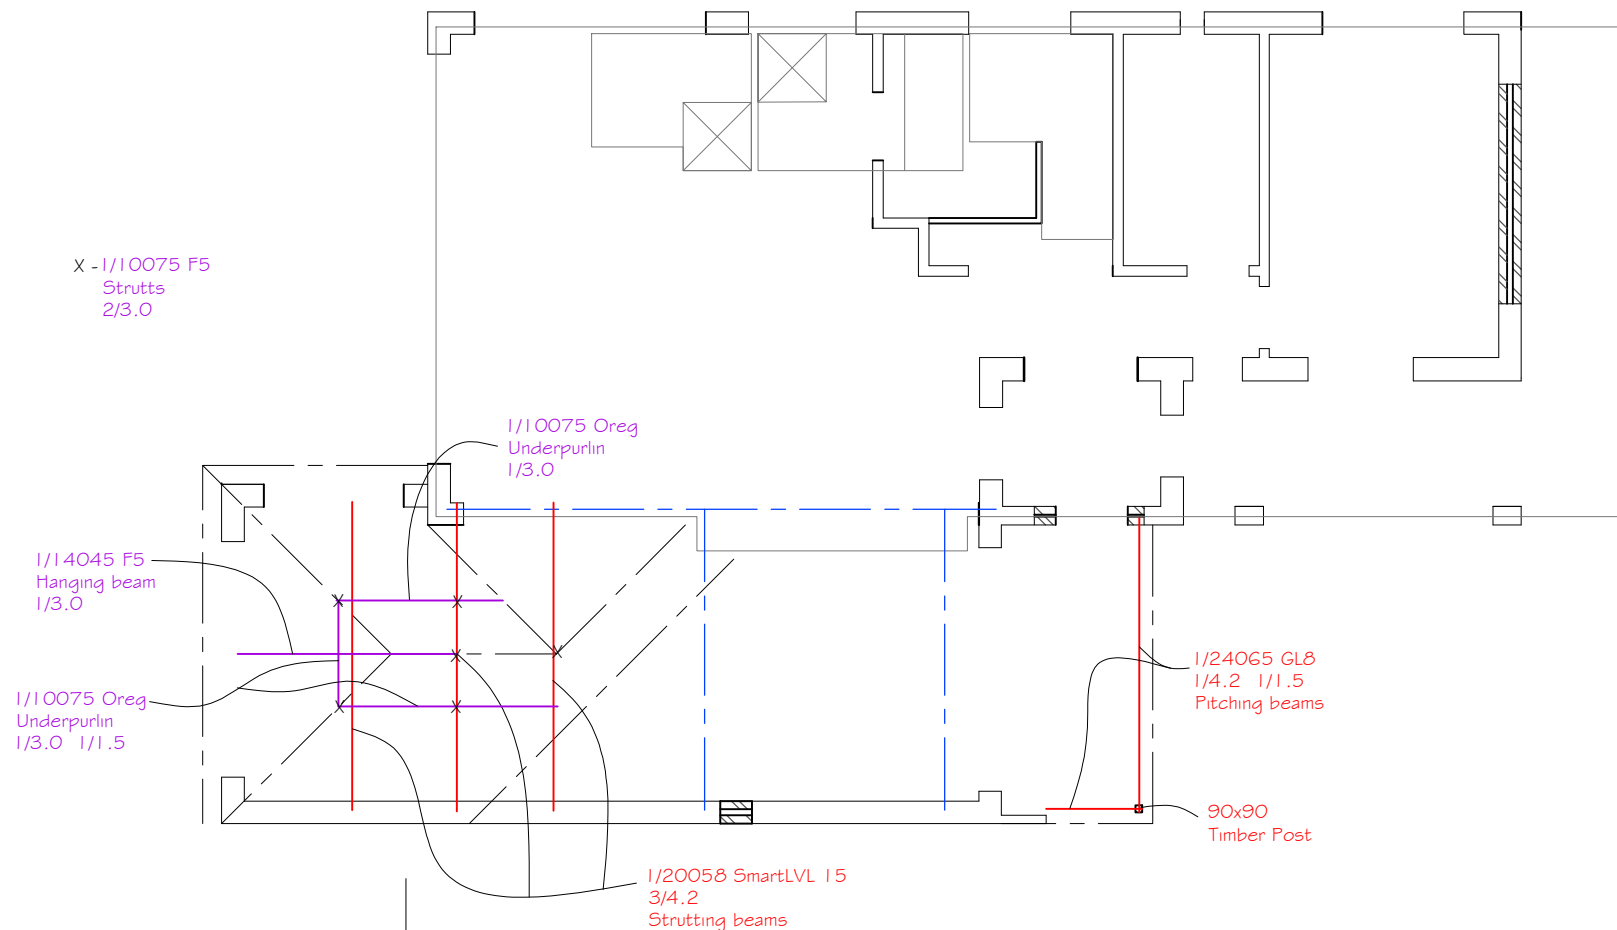 X - 1/10075 F5
Strutts
2/3.0
1/10075 Oreg
Underpurlin
1/3.0
1/14045 F5
Hanging beam
1/3.0
1/10075 Oreg
Underpurlin
1/3.0 1/1.5
1/24065 GL8
1/4.2 1/1.5
Pitching beams
90x90
Timber Post
1/20058 SmartLVL 15
3/4.2
Strutting beams